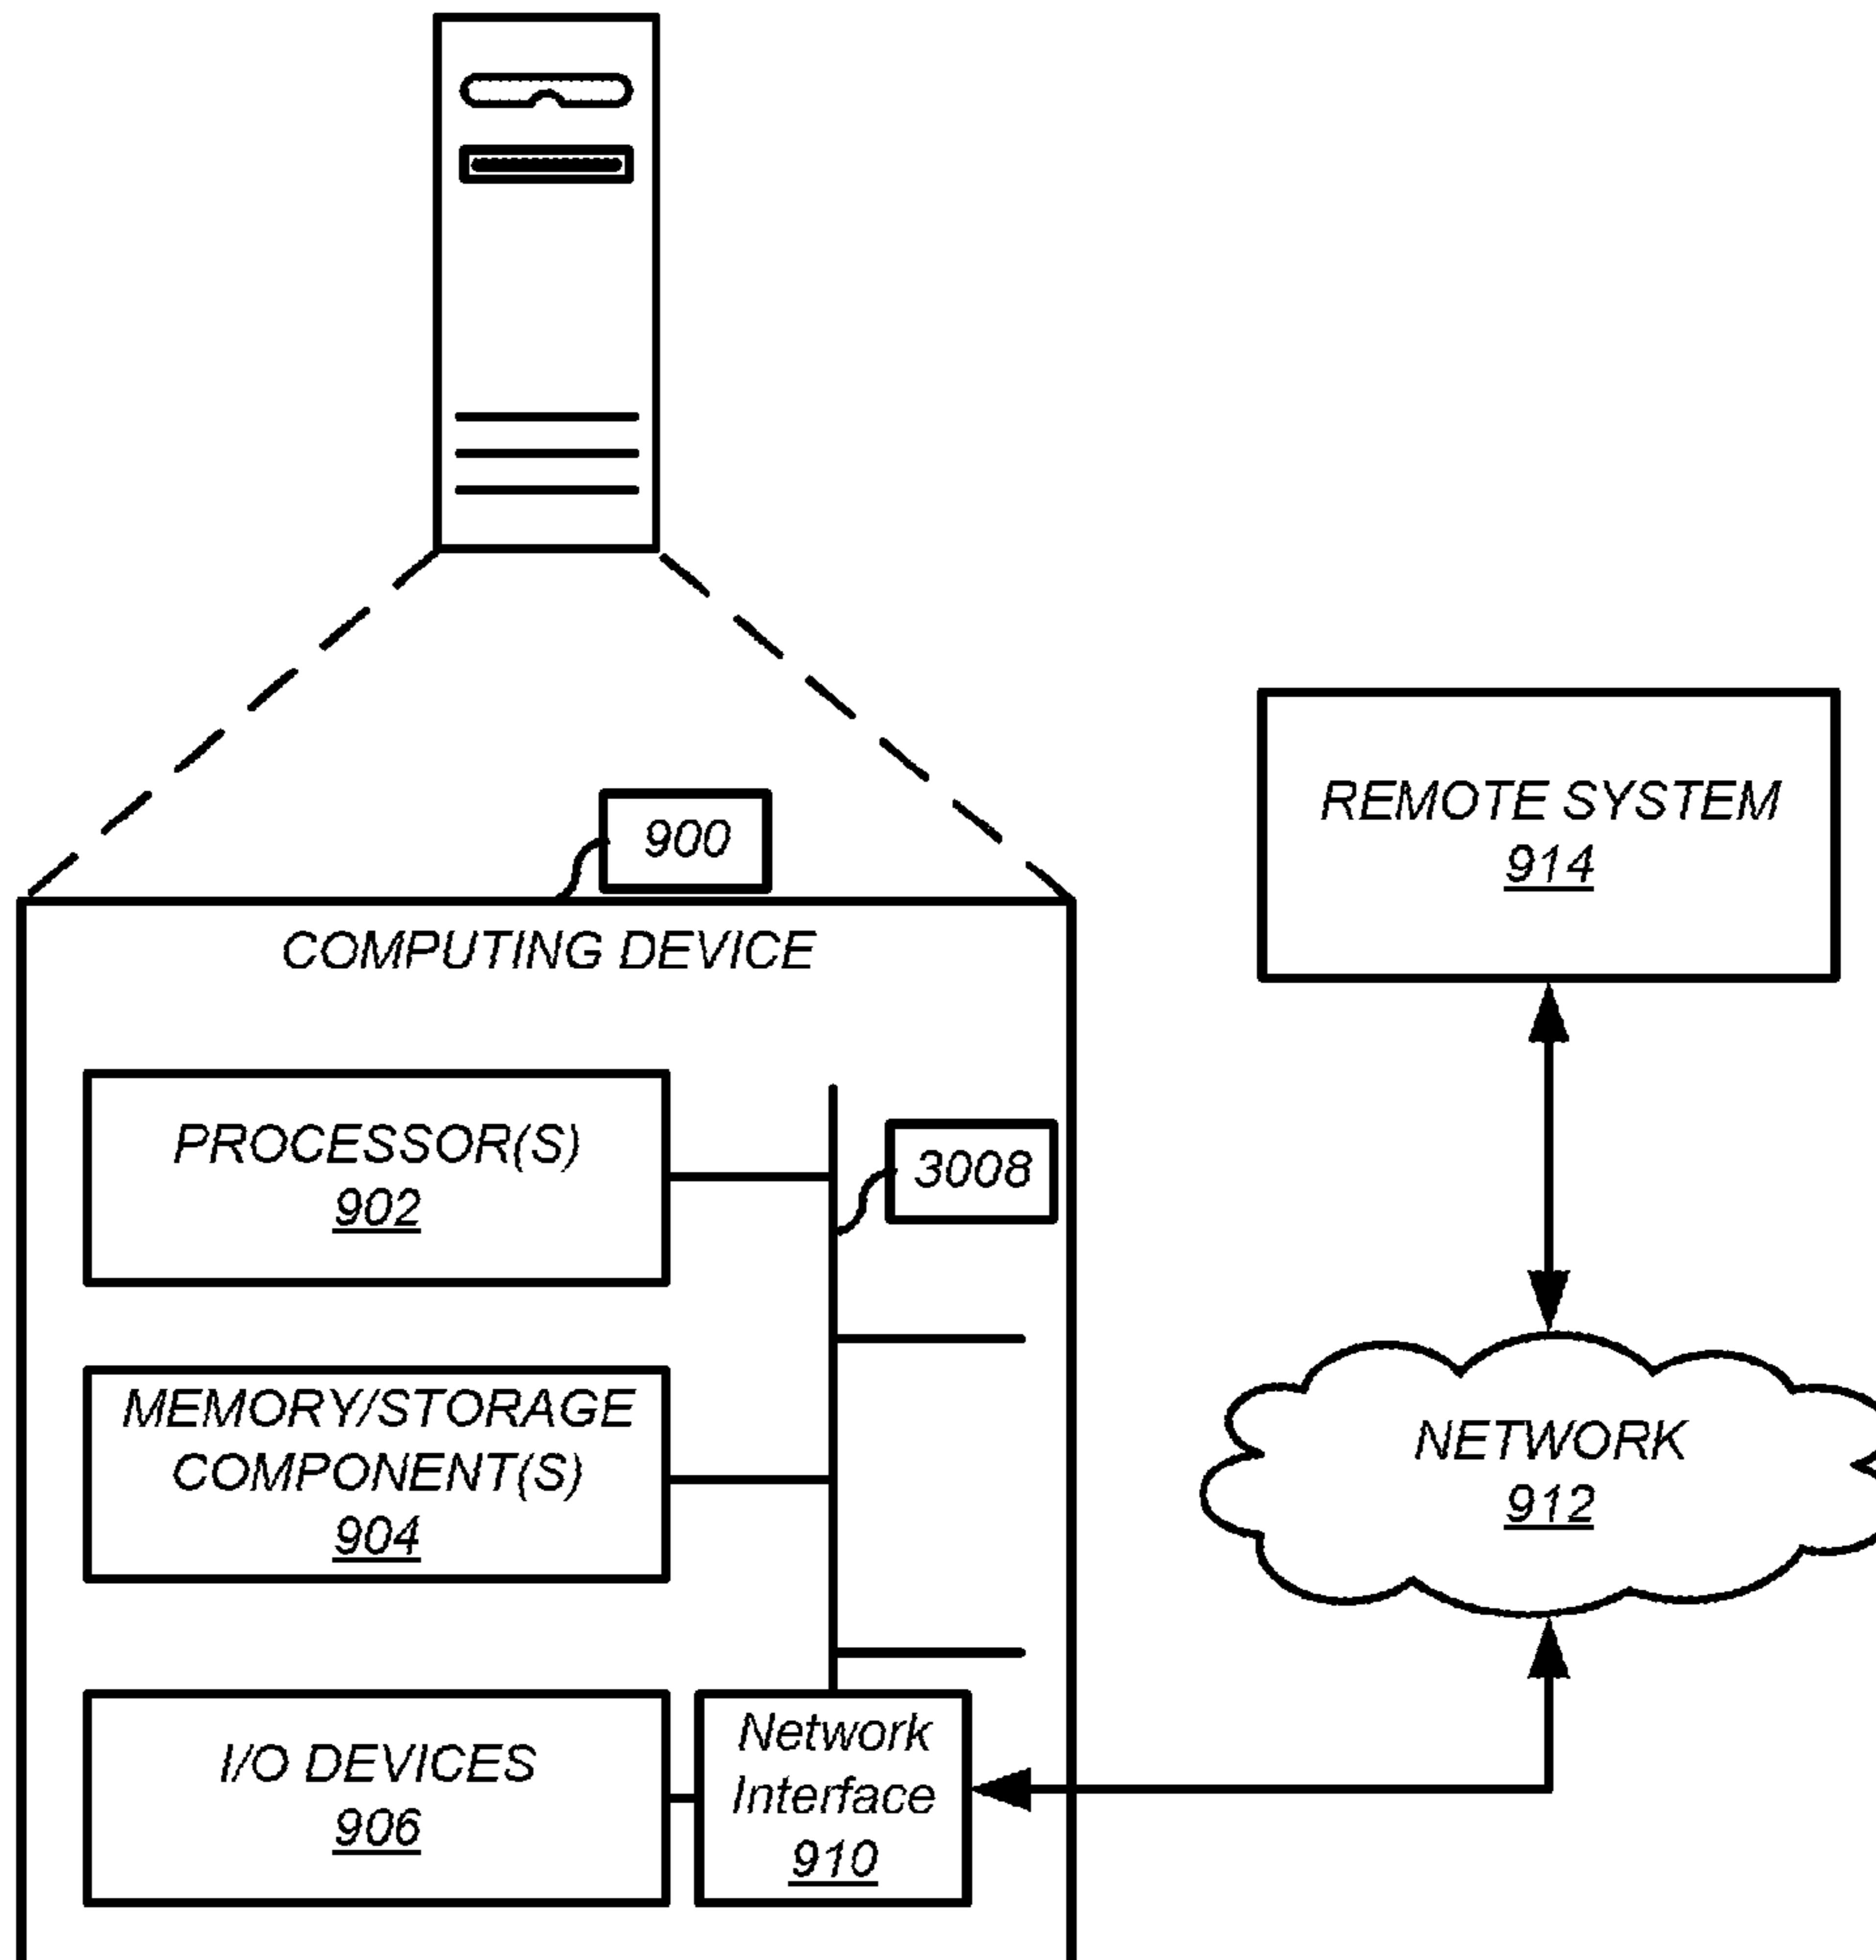 900
COMPUTING DEVICE
REMOTE SYSTEM
914
PROCESSOR(S)
902
3008
MEMORY/STORAGE
COMPONENT(S)
904
NETWORK
912
I/O DEVICES
906
Network
Interface
910